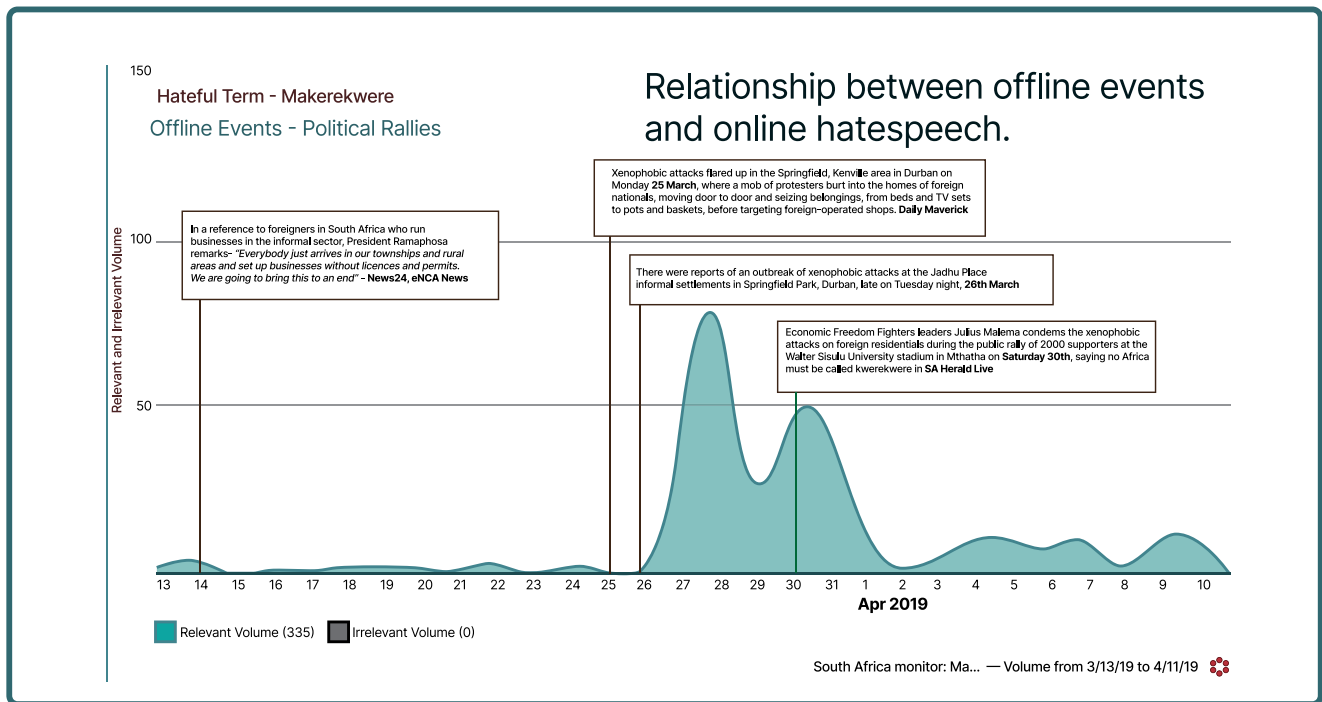 150
Hateful Term - Makerekwere
Offline Events - Political Rallies
Relationship between offline events
and online hatespeech.
Xenophobic attacks flared up in the Springfield, Kenville area in Durban on
Monday 25 March, where a mob of protesters burt into the homes of foreign
nationals, moving door to door and seizing belongings, from beds and TV sets
to pots and baskets, before targeting foreign-operated shops. Daily Maverick
In a reference to foreigners in South Africa who run
businesses in the informal sector, President Ramaphosa
remarks- "Everybody just arrives in our townships and rural
areas and set up businesses without licences and permits.
We are going to bring this to an end" - News24, eNCA News
100
There were reports of an outbreak of xenophobic attacks at the Jadhu Place
informal settlements in Springfield Park, Durban, late on Tuesday night, 26th March
Economic Freedom Fighters leaders Julius Malema condems the xenophobic
attacks on foreign residentials during the public rally of 2000 supporters at the
Walter Sisulu University stadium in Mthatha on Saturday 30th, saying no Africa
must be called kwerekwere in SA Herald Live
Relevant and Irrelevant Volume
50
13 14 15 16 17 18 19 20 21 22 23 24 25 26 27 28 29 30 31 1 2 3 4 5 6 7 8 9 10
Apr 2019
Relevant Volume (335) Irrelevant Volume (0)
South Africa monitor: Ma... — Volume from 3/13/19 to 4/11/19